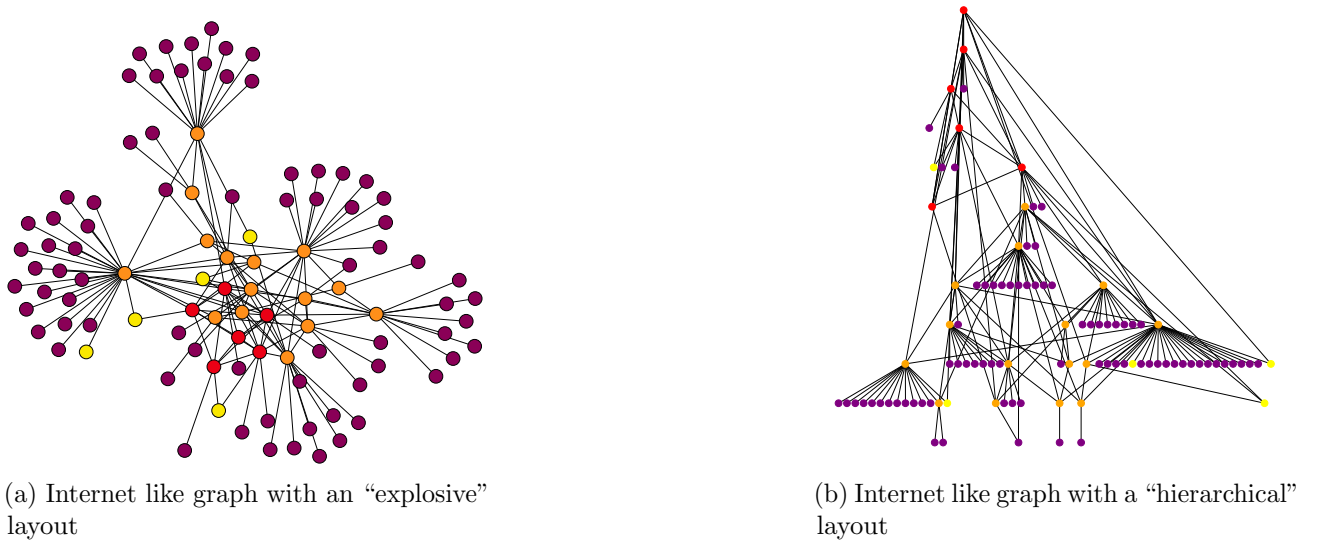 (a) Internet like graph with an “explosive”
layout
(b) Internet like graph with a “hierarchical”
layout